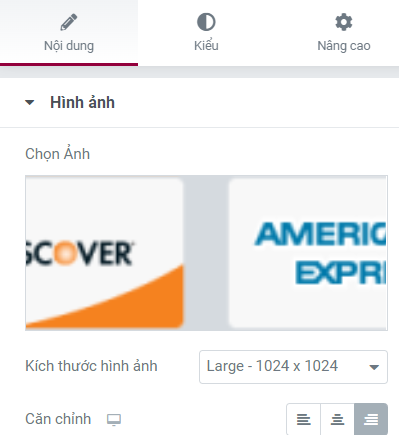 Nội dung Kiểu Nâng cao
Hình ảnh
Chọn Ảnh
SCOVER AMERIC
EXPRE
Kích thước hình ảnh Large - 1024 x 1024
Căn chỉnh